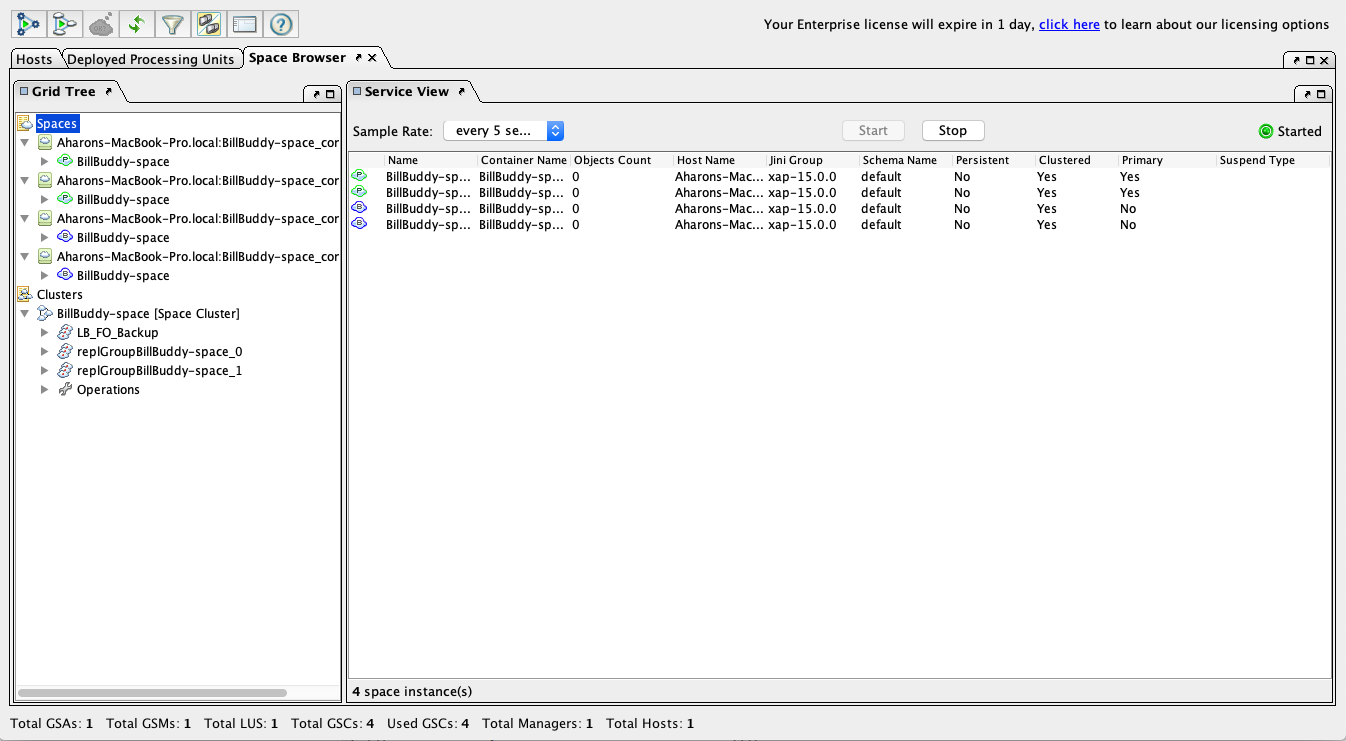 Your Enterprise license will expire in 1 day, click here to learn about our licensing options
Hosts Deployed Processing Units Space Browser
Grid Tree
Spaces
Aharons-MacBook-Pro.local:BillBuddy-space_cor
BillBuddy-space
Aharons-MacBook-Pro.local:BillBuddy-space_cor
BillBuddy-space
Aharons-MacBook-Pro.local:BillBuddy-space_cor
BillBuddy-space
Aharons-MacBook-Pro.local:BillBuddy-space_cor
BillBuddy-space
Clusters
BillBuddy-space [Space Cluster]
LB_FO_Backup
replGroupBillBuddy-space_0
replGroupBillBuddy-space_1
Operations
Service View
Sample Rate: every 5 se... Start Stop Started
Name Container Name Objects Count Host Name Jini Group Schema Name Persistent Clustered Primary Suspend Type
P BillBuddy-sp... BillBuddy-sp... 0 Aharons-Mac... xap-15.0.0 default No Yes Yes
P BillBuddy-sp... BillBuddy-sp... 0 Aharons-Mac... xap-15.0.0 default No Yes Yes
B BillBuddy-sp... BillBuddy-sp... 0 Aharons-Mac... xap-15.0.0 default No Yes No
B BillBuddy-sp... BillBuddy-sp... 0 Aharons-Mac... xap-15.0.0 default No Yes No
4 space instance(s)
Total GSAs: 1 Total GSMs: 1 Total LUS: 1 Total GSCs: 4 Used GSCs: 4 Total Managers: 1 Total Hosts: 1